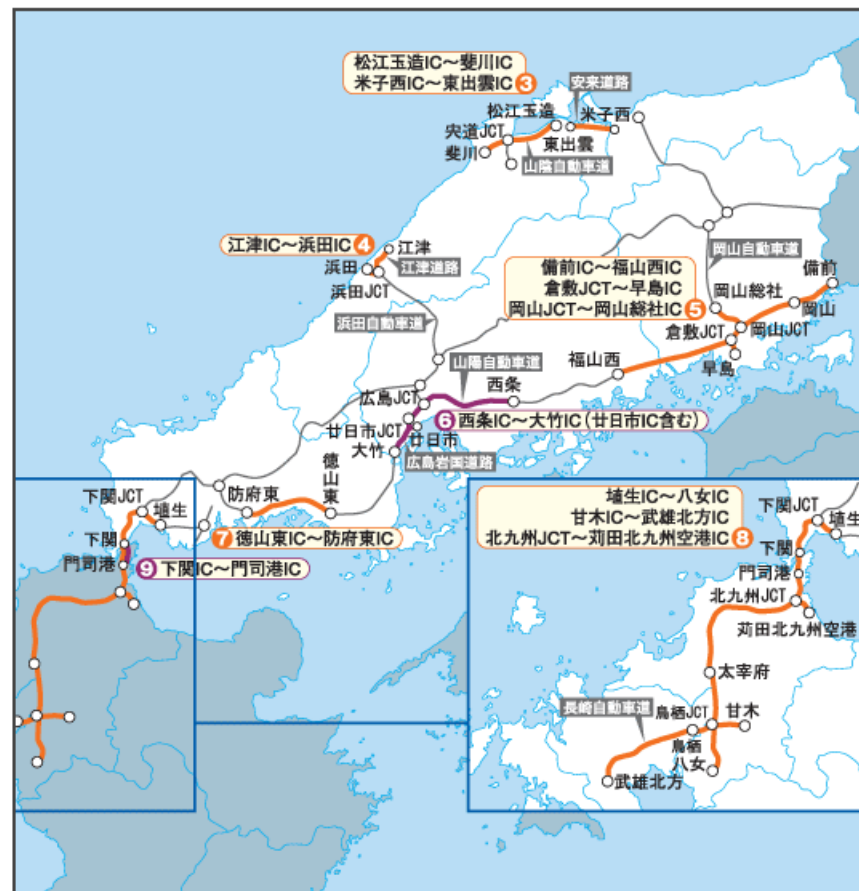 松江玉造IC～斐川IC
米子西IC～東出雲IC③
安来道路
松江玉造
米子西
宍道JCT
東出雲
斐川
山陰自動車道
江津IC～浜田IC④
江津
浜田
江津道路
浜田JCT
岡山自動車道
備前IC～福山西IC
倉敷JCT～早島IC
岡山JCT～岡山総社IC⑤
備前
岡山総社
岡山
浜田自動車道
倉敷JCT
岡山JCT
山陽自動車道
福山西
早島
広島JCT
西条
⑥西条IC～大竹IC（廿日市IC含む）
廿日市JCT
廿日市
大竹
広島岩国道路
徳山東
防府東
下関JCT
埴生
⑦徳山東IC～防府東IC
下関
門司港
⑨下関IC～門司港IC
埴生IC～八女IC
甘木IC～武雄北方IC
北九州JCT～苅田北九州空港IC⑧
下関JCT
埴生
下関
門司港
北九州JCT
苅田北九州空港
太宰府
長崎自動車道
鳥栖JCT
甘木
鳥栖
八女
武雄北方